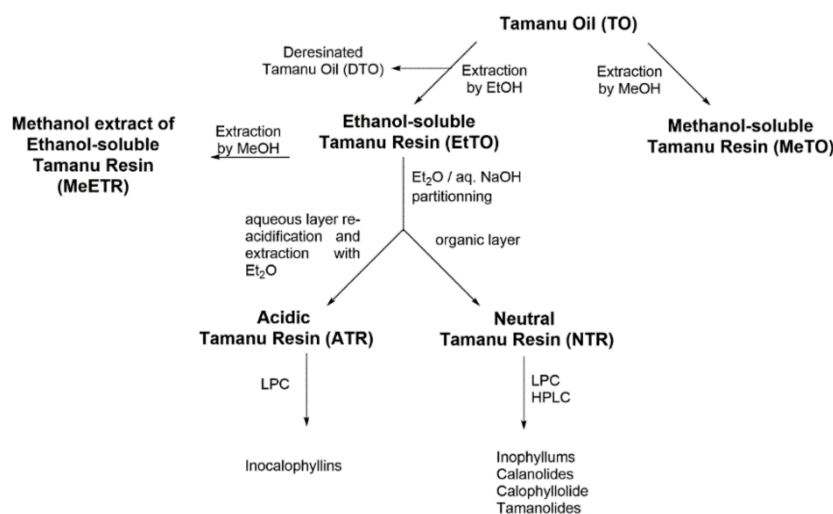 Tamanu Oil (TO)
Deresinated
Tamanu Oil (DTO)
Extraction
by EtOH
Extraction
by MeOH
Methanol extract of
Ethanol-soluble
Tamanu Resin
(MeETR)
Extraction
by MeOH
Ethanol-soluble
Tamanu Resin (EtTO)
Methanol-soluble
Tamanu Resin (MeTO)
Et₂O / aq. NaOH
partitionning
aqueous layer re-
acidification and
extraction with
Et₂O
organic layer
Acidic
Tamanu Resin (ATR)
Neutral
Tamanu Resin (NTR)
LPC
LPC
HPLC
Inocalophyllins
Inophyllums
Calanolides
Calophyllolide
Tamanolides